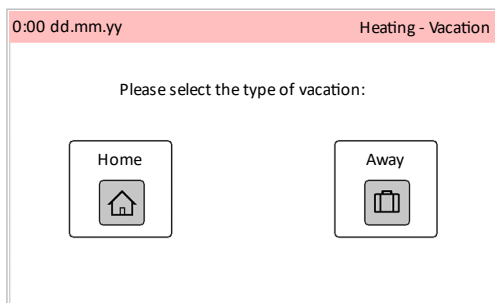 0:00 dd.mm.yy Heating - Vacation
Please select the type of vacation:
Home Away